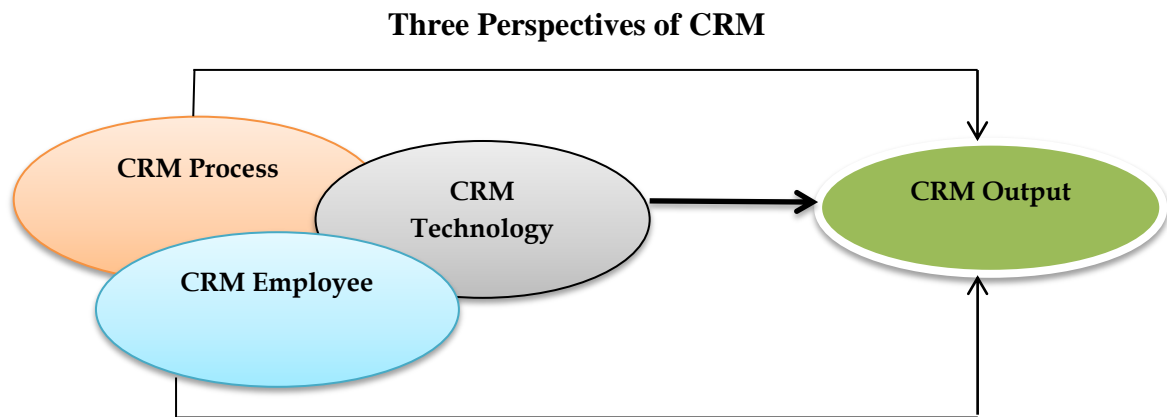 Three Perspectives of CRM
CRM Process
CRM
Technology
CRM Output
CRM Employee